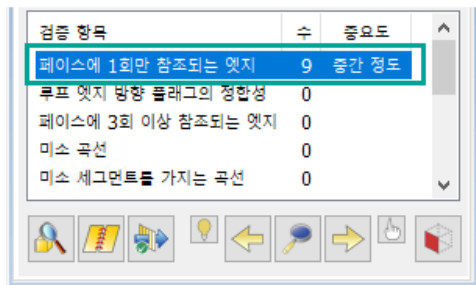 검증 항목 수 중요도
페이스에 1회만 참조되는 엣지 9 중간 정도
루프 엣지 방향 플래그의 정합성 0
페이스에 3회 이상 참조되는 엣지 0
미소 곡선 0
미소 세그먼트를 가지는 곡선 0